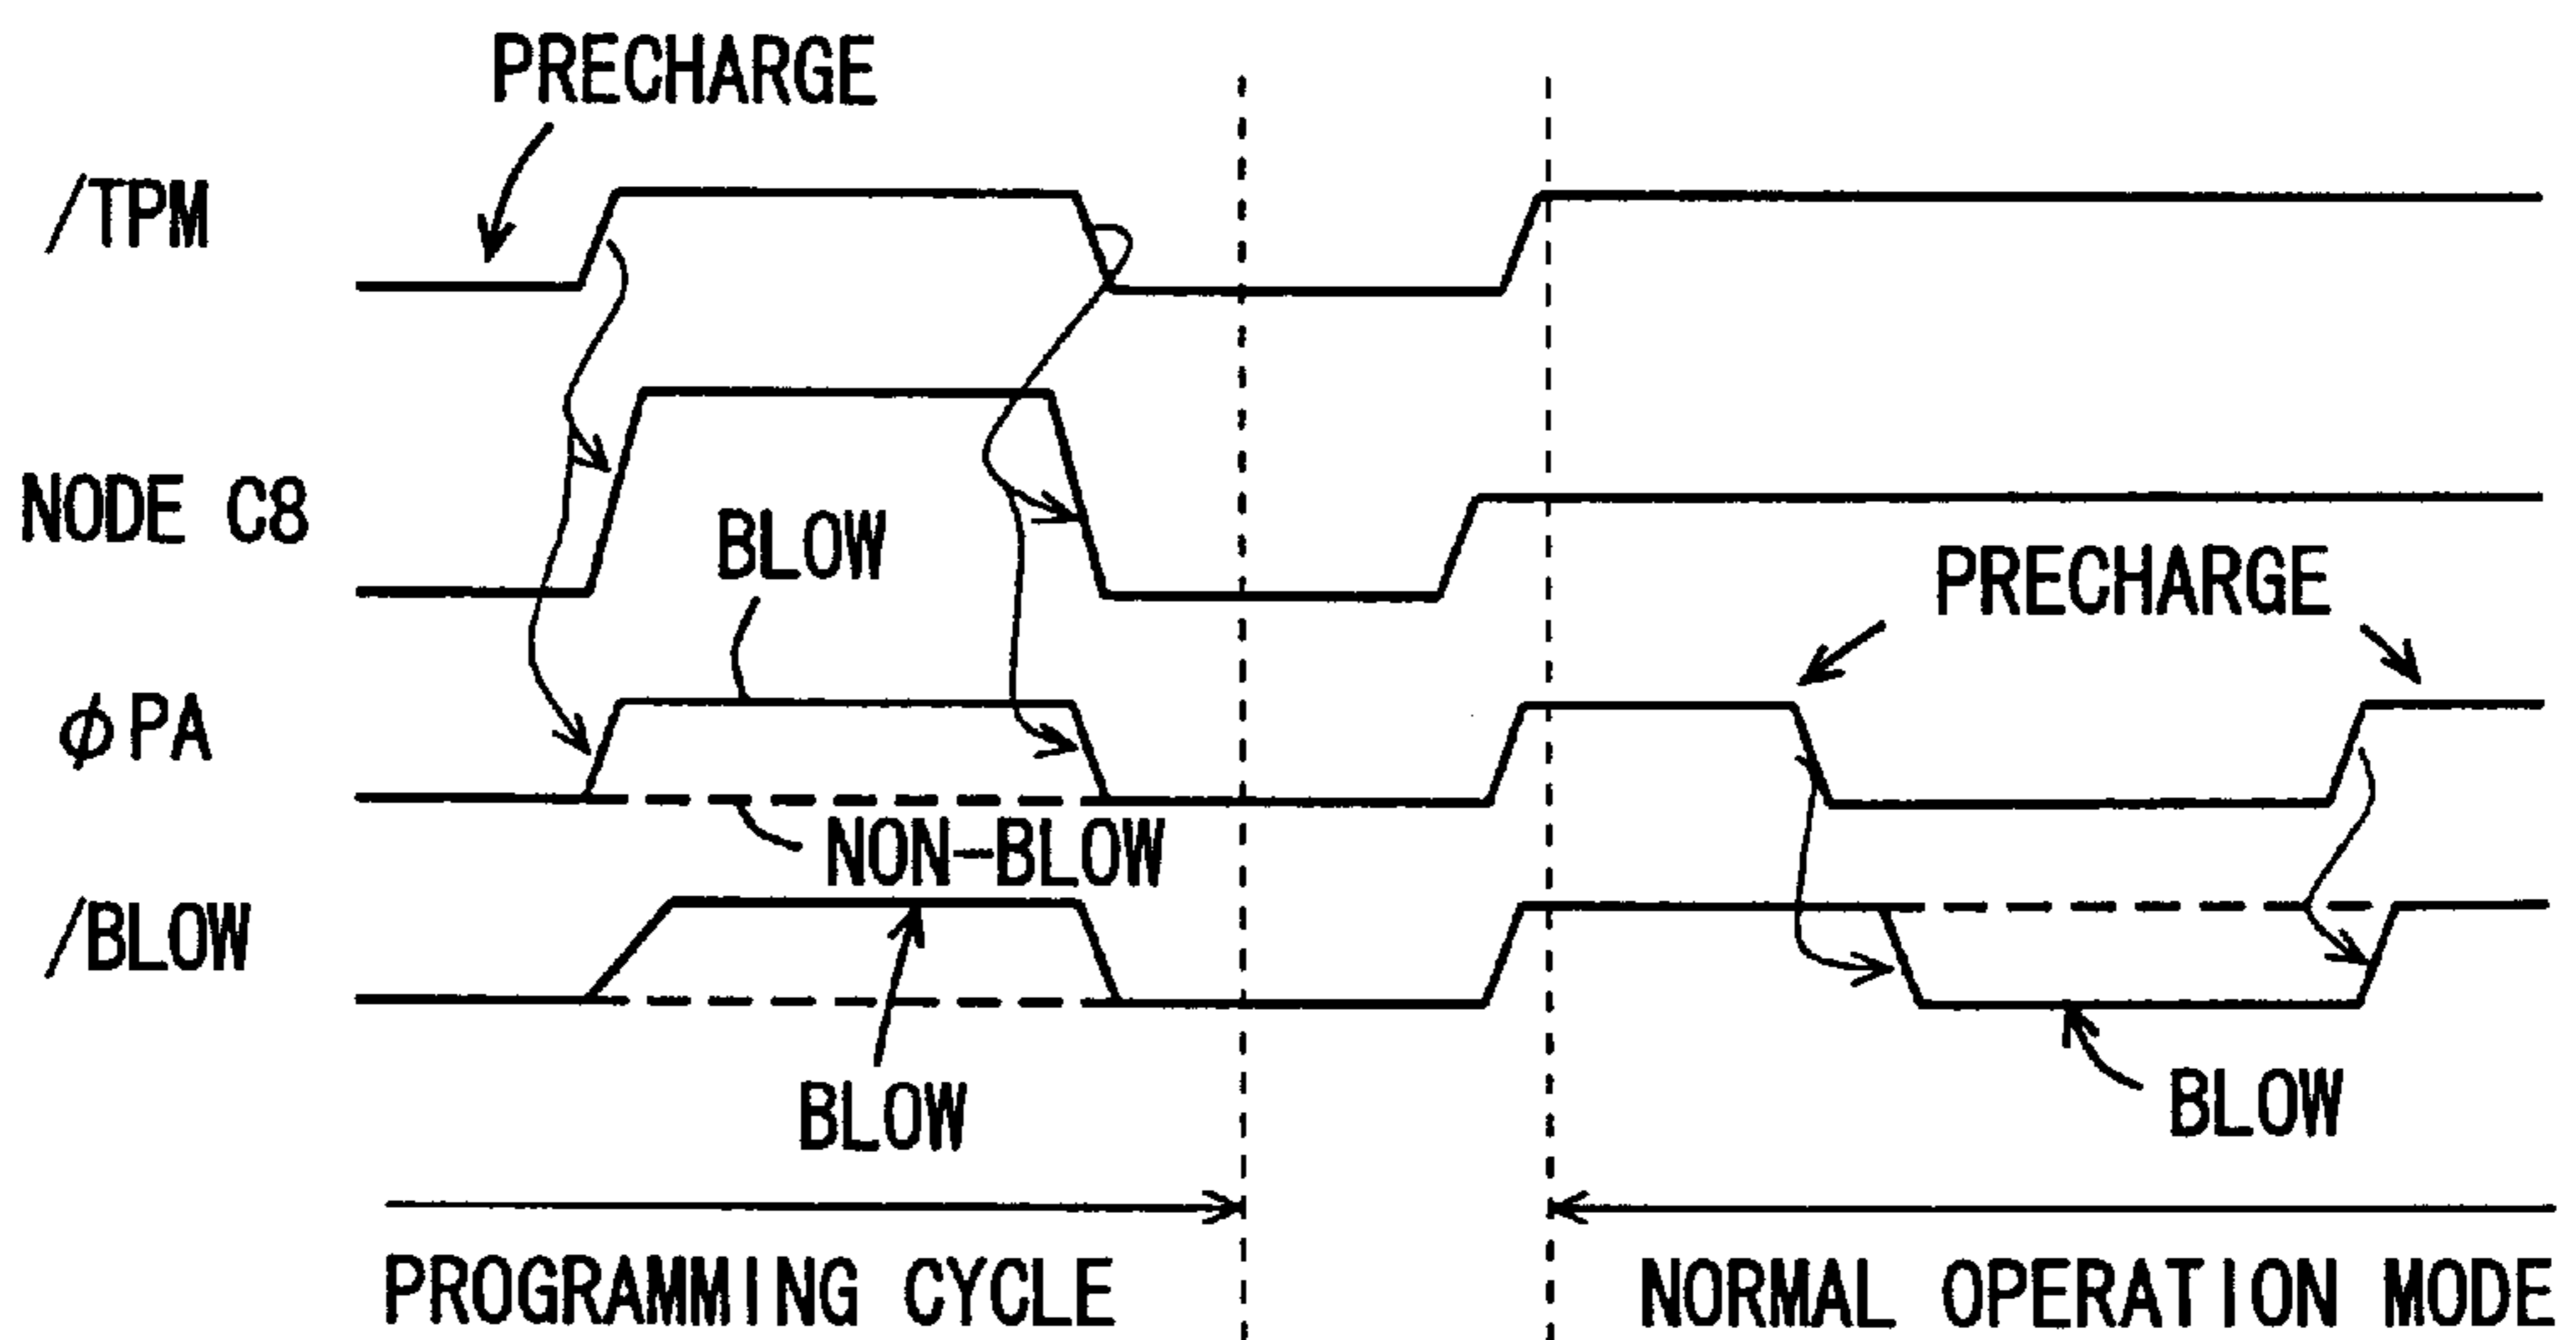 PRECHARGE
/TPM
NODE C8
BLOW
PRECHARGE
φPA
NON-BLOW
/BLOW
BLOW
BLOW
PROGRAMMING CYCLE
NORMAL OPERATION MODE